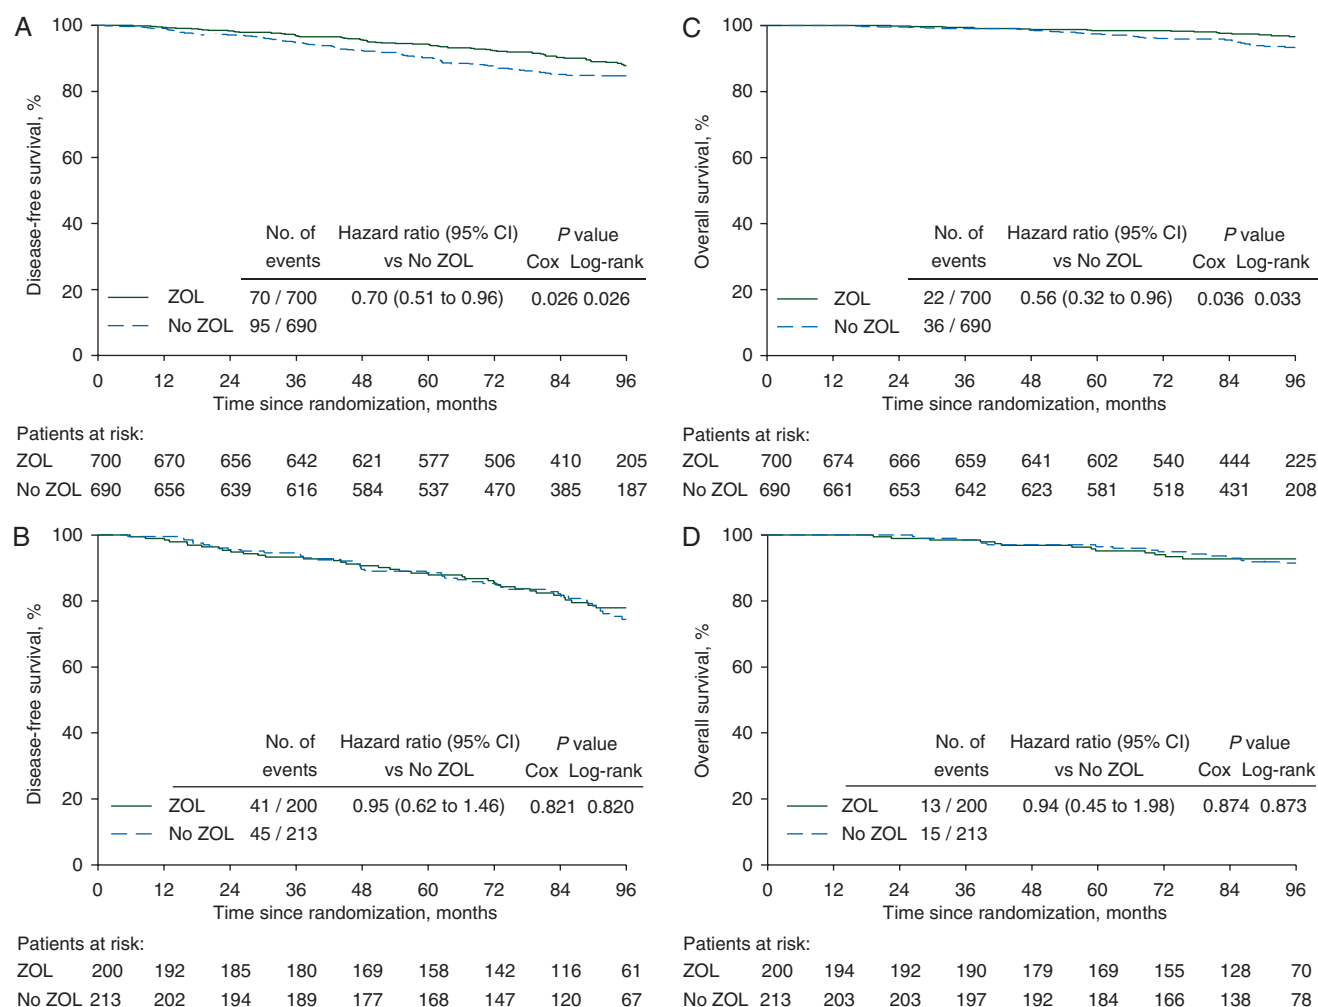 A
Disease-free survival, %
100
80
60
40
20
0
No. of events
Hazard ratio (95% CI) vs No ZOL
P value
Cox Log-rank
ZOL 70 / 700 0.70 (0.51 to 0.96) 0.026 0.026
No ZOL 95 / 690
0 12 24 36 48 60 72 84 96
Time since randomization, months
Patients at risk:
ZOL 700 670 656 642 621 577 506 410 205
No ZOL 690 656 639 616 584 537 470 385 187
C
Overall survival, %
100
80
60
40
20
0
No. of events
Hazard ratio (95% CI) vs No ZOL
P value
Cox Log-rank
ZOL 22 / 700 0.56 (0.32 to 0.96) 0.036 0.033
No ZOL 36 / 690
0 12 24 36 48 60 72 84 96
Time since randomization, months
Patients at risk:
ZOL 700 674 666 659 641 602 540 444 225
No ZOL 690 661 653 642 623 581 518 431 208
B
Disease-free survival, %
100
80
60
40
20
0
No. of events
Hazard ratio (95% CI) vs No ZOL
P value
Cox Log-rank
ZOL 41 / 200 0.95 (0.62 to 1.46) 0.821 0.820
No ZOL 45 / 213
0 12 24 36 48 60 72 84 96
Time since randomization, months
Patients at risk:
ZOL 200 192 185 180 169 158 142 116 61
No ZOL 213 202 194 189 177 168 147 120 67
D
Overall survival, %
100
80
60
40
20
0
No. of events
Hazard ratio (95% CI) vs No ZOL
P value
Cox Log-rank
ZOL 13 / 200 0.94 (0.45 to 1.98) 0.874 0.873
No ZOL 15 / 213
0 12 24 36 48 60 72 84 96
Time since randomization, months
Patients at risk:
ZOL 200 194 192 190 179 169 155 128 70
No ZOL 213 203 203 197 192 184 166 138 78